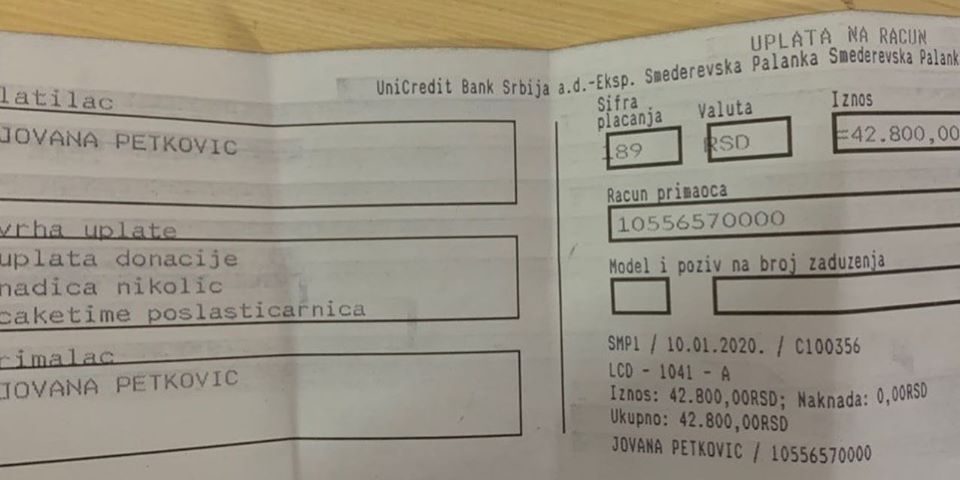 UPLATA NA RACUN
UniCredit Bank Srbija a.d.-Eksp. Smederevska Palanka Smederevska Palank
latilac
JOVANA PETKOVIC
vrha uplate
uplata donacije
nadica nikolic
caketime poslasticarnica
rimalac
JOVANA PETKOVIC
Sifra placanja
Valuta
Iznos
189
RSD
=42.800,00
Racun primaoca
10556570000
Model i poziv na broj zaduzenja
SMP1 / 10.01.2020. / C100356
LCD - 1041 - A
Iznos: 42.800,00RSD; Naknada: 0,00RSD
Ukupno: 42.800,00RSD
JOVANA PETKOVIC / 10556570000